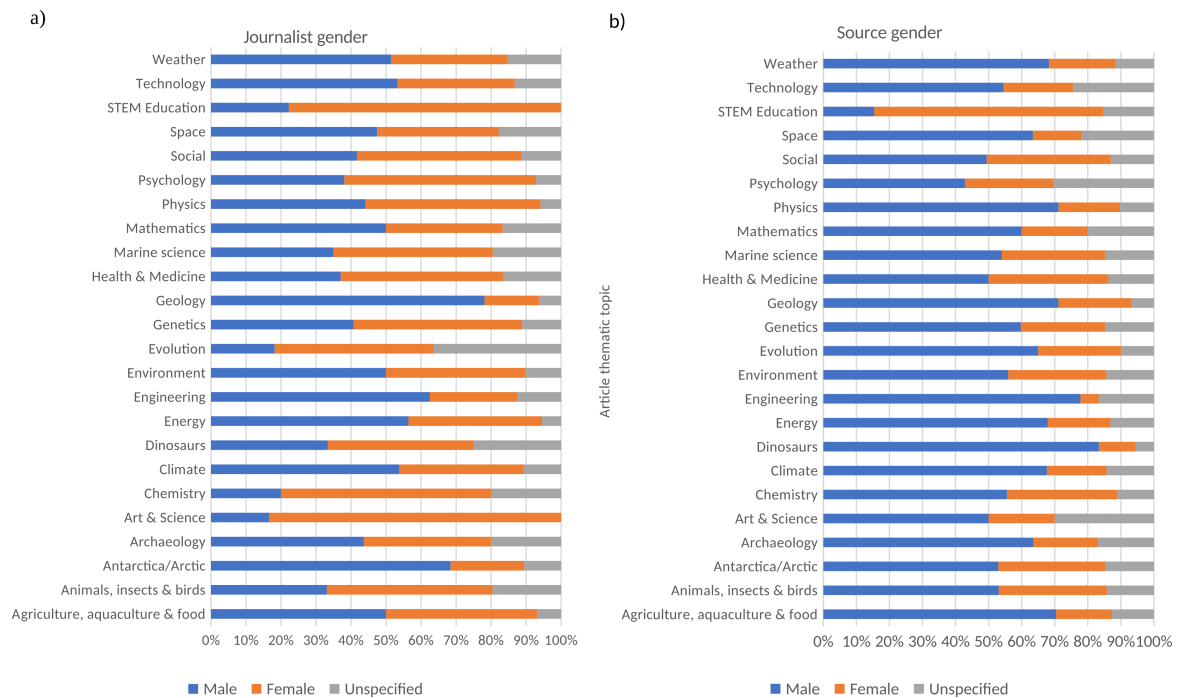 a)
Journalist gender
Weather
Technology
STEM Education
Space
Social
Psychology
Physics
Mathematics
Marine science
Health & Medicine
Geology
Genetics
Evolution
Environment
Engineering
Energy
Dinosaurs
Climate
Chemistry
Art & Science
Archaeology
Antarctica/Arctic
Animals, insects & birds
Agriculture, aquaculture & food
0% 10% 20% 30% 40% 50% 60% 70% 80% 90% 100%
Male Female Unspecified
b)
Source gender
Article thematic topic
Weather
Technology
STEM Education
Space
Social
Psychology
Physics
Mathematics
Marine science
Health & Medicine
Geology
Genetics
Evolution
Environment
Engineering
Energy
Dinosaurs
Climate
Chemistry
Art & Science
Archaeology
Antarctica/Arctic
Animals, insects & birds
Agriculture, aquaculture & food
0% 10% 20% 30% 40% 50% 60% 70% 80% 90% 100%
Male Female Unspecified